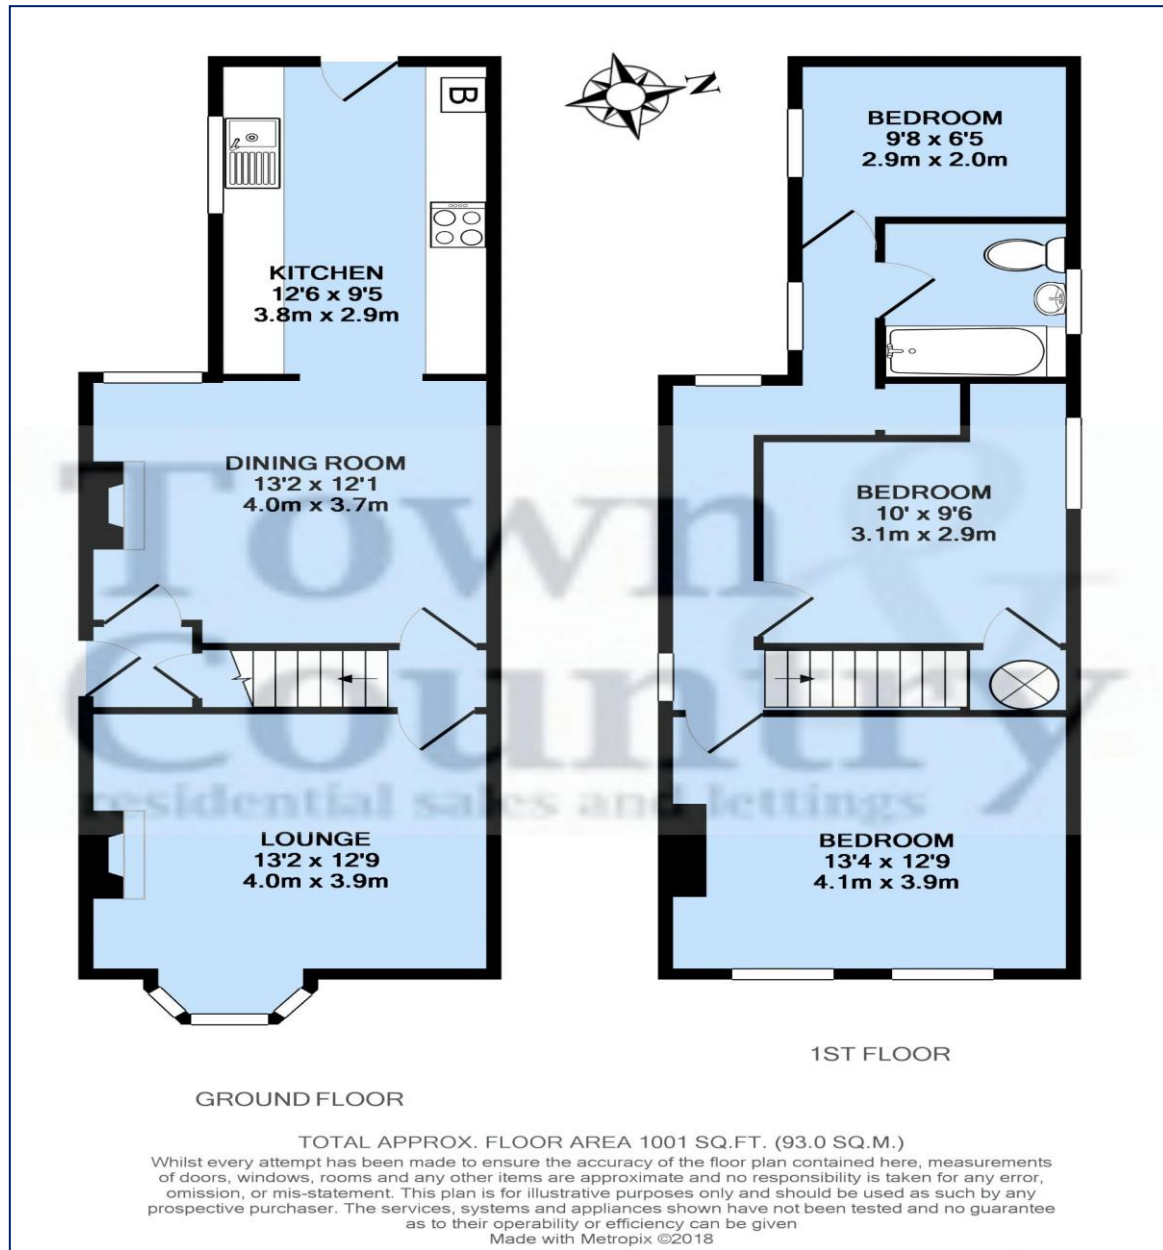 B
KITCHEN
12'6 x 9'5
3.8m x 2.9m
DINING ROOM
13'2 x 12'1
4.0m x 3.7m
LOUNGE
13'2 x 12'9
4.0m x 3.9m
GROUND FLOOR
N
BEDROOM
9'8 x 6'5
2.9m x 2.0m
BEDROOM
10' x 9'6
3.1m x 2.9m
BEDROOM
13'4 x 12'9
4.1m x 3.9m
1ST FLOOR
Town &
Country
residential sales and lettings
TOTAL APPROX. FLOOR AREA 1001 SQ.FT. (93.0 SQ.M.)
Whilst every attempt has been made to ensure the accuracy of the floor plan contained here, measurements
of doors, windows, rooms and any other items are approximate and no responsibility is taken for any error,
omission, or mis-statement. This plan is for illustrative purposes only and should be used as such by any
prospective purchaser. The services, systems and appliances shown have not been tested and no guarantee
as to their operability or efficiency can be given
Made with Metropix ©2018